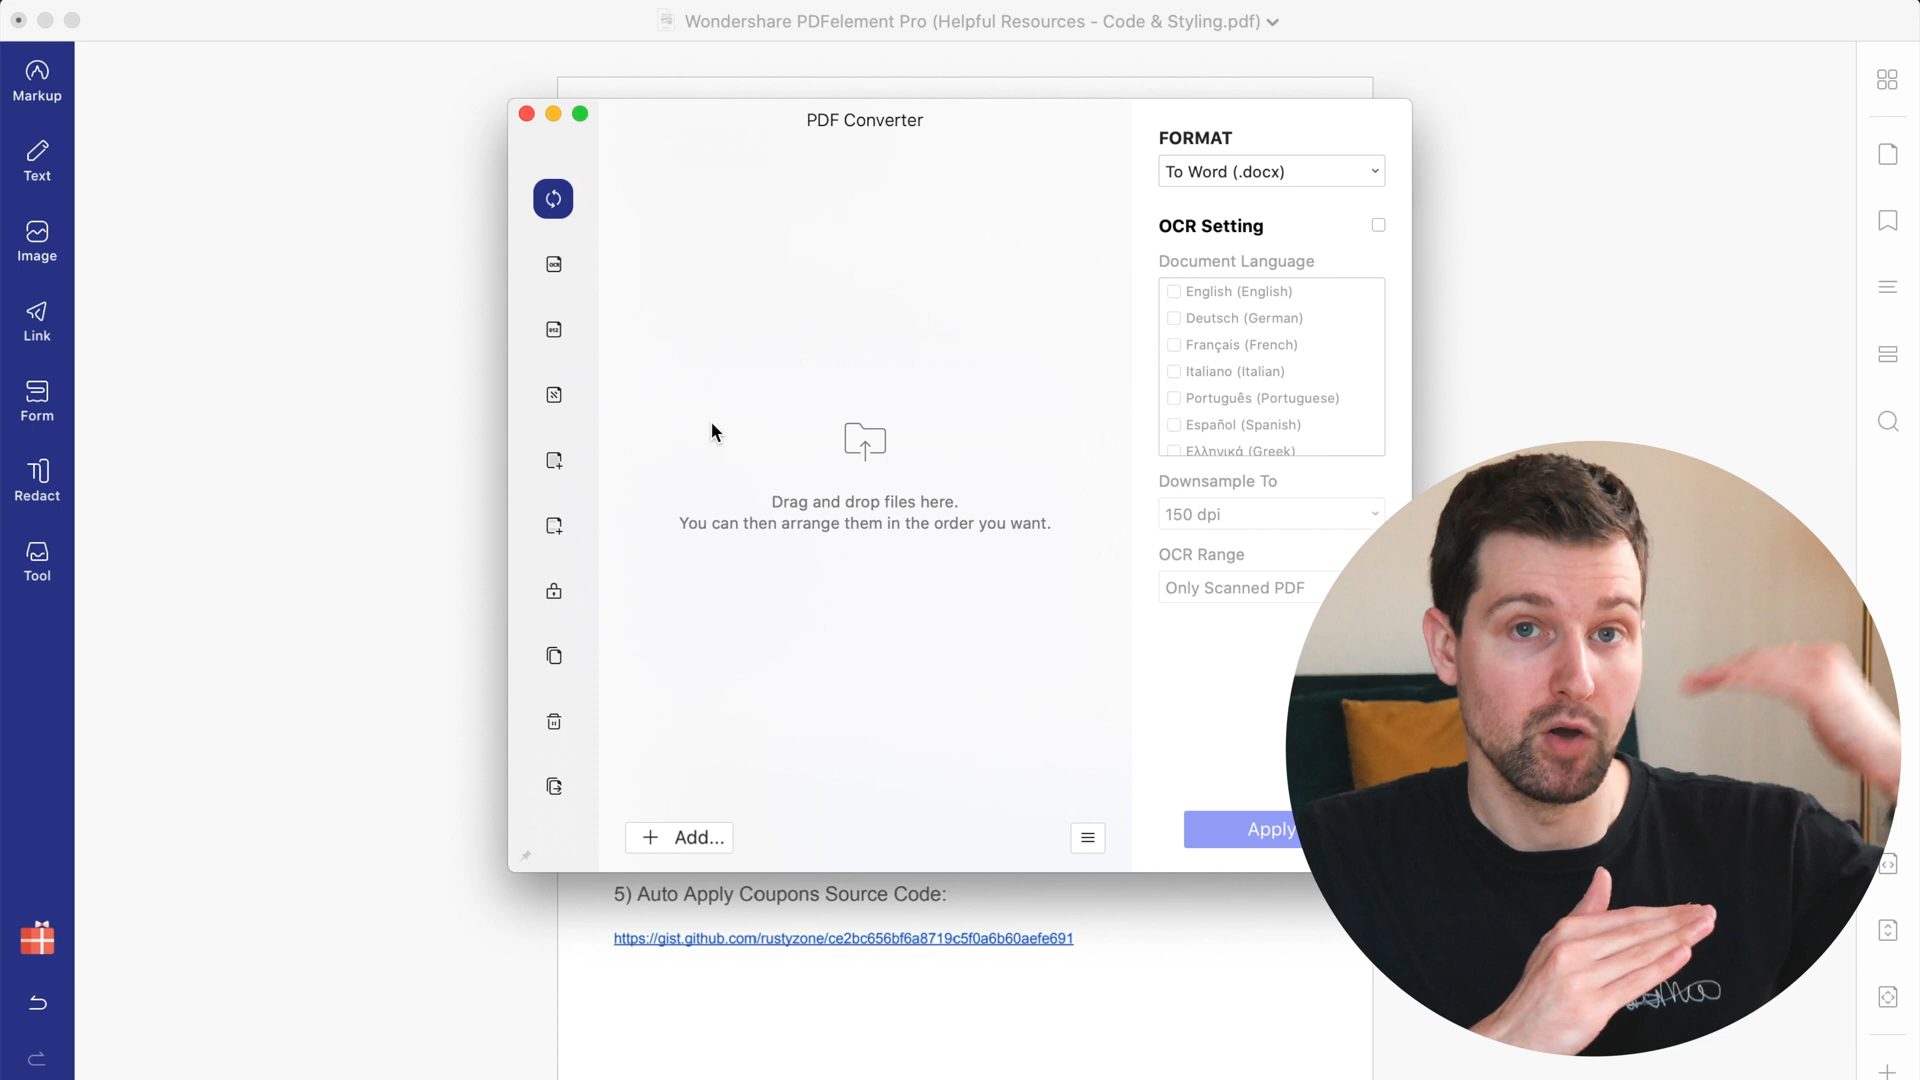 Wondershare PDFelement Pro (Helpful Resources - Code & Styling.pdf)
Markup
Text
Image
Link
Form
Redact
Tool
PDF Converter
OCR
012
Drag and drop files here.
You can then arrange them in the order you want.
+ Add...
FORMAT
To Word (.docx)
OCR Setting
Document Language
English (English)
Deutsch (German)
Français (French)
Italiano (Italian)
Português (Portuguese)
Español (Spanish)
Ελληνικά (Greek)
Downsample To
150 dpi
OCR Range
Only Scanned PDF
Apply
5) Auto Apply Coupons Source Code:
https://gist.github.com/rustyzone/ce2bc656bf6a8719c5f0a6b60aefe691